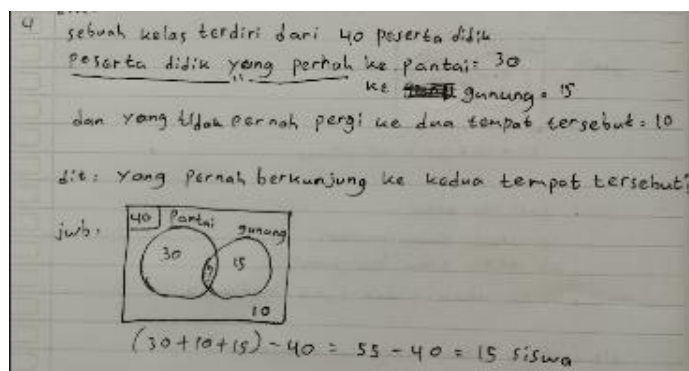 4
sebuah kelas terdiri dari 40 peserta didik
Peserta didik yang pernah ke pantai = 30
ke gunung = 15
dan yang tidak pernah pergi ke dua tempat tersebut = 10
dit: yang pernah berkunjung ke kedua tempat tersebut?
jwb:
40 Pantai gunung
30 15
10
(30+10+15) - 40 = 55 - 40 = 15 siswa